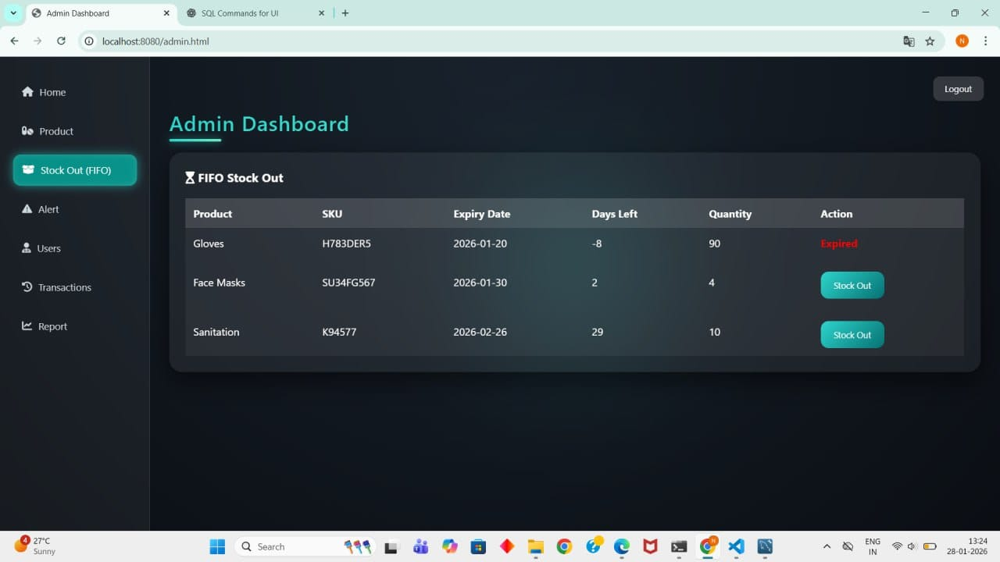 Admin Dashboard
SQL Commands for UI
localhost:8080/admin.html
N
Home
Product
Stock Out (FIFO)
Alert
Users
Transactions
Report
Logout
Admin Dashboard
FIFO Stock Out
Product SKU Expiry Date Days Left Quantity Action
Gloves H783DER5 2026-01-20 -8 90 Expired
Face Masks SU34FG567 2026-01-30 2 4 Stock Out
Sanitation K94577 2026-02-26 29 10 Stock Out
4
27°C
Sunny
Search
N
ENG
IN
13:24
28-01-2026